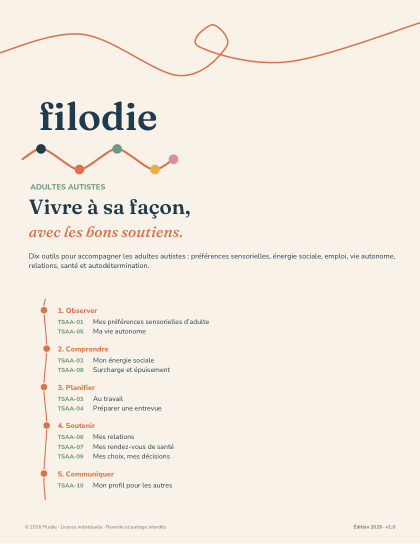 filodie
ADULTES AUTISTES
Vivre à sa façon,
avec les bons soutiens.
Dix outils pour accompagner les adultes autistes : préférences sensorielles, énergie sociale, emploi, vie autonome,
relations, santé et autodétermination.
1. Observer
TSAA-01 Mes préférences sensorielles d'adulte
TSAA-05 Ma vie autonome
2. Comprendre
TSAA-02 Mon énergie sociale
TSAA-08 Surcharge et épuisement
3. Planifier
TSAA-03 Au travail
TSAA-04 Préparer une entrevue
4. Soutenir
TSAA-06 Mes relations
TSAA-07 Mes rendez-vous de santé
TSAA-09 Mes choix, mes décisions
5. Communiquer
TSAA-10 Mon profil pour les autres
© 2026 Filodie · Licence individuelle · Revente et partage interdits
Édition 2026 · v1.0